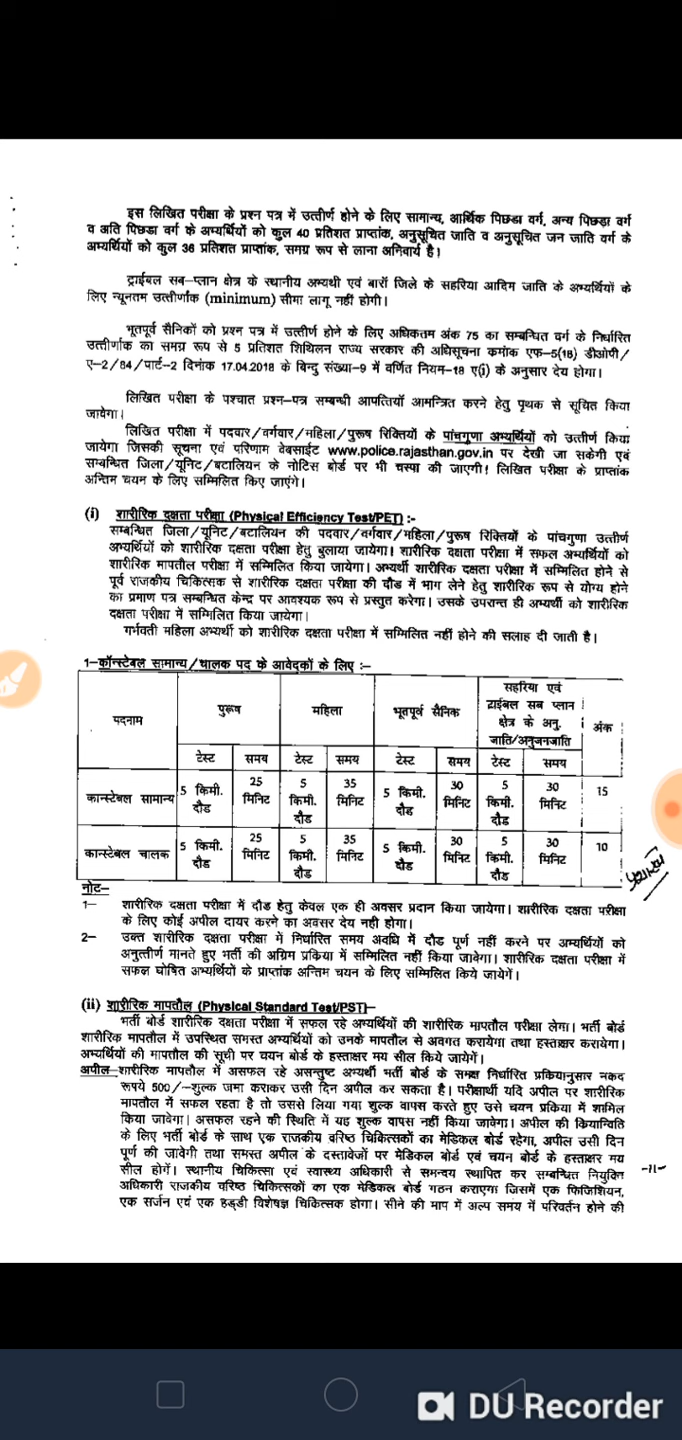 इस लिखित परीक्षा के प्रश्न पत्र में उत्तीर्ण होने के लिए सामान्य, आर्थिक पिछडा वर्ग, अन्य पिछड़ा वर्ग
व अति पिछडा वर्ग के अभ्यर्थियों को कुल 40 प्रतिशत प्राप्तांक, अनुसूचित जाति व अनुसूचित जन जाति वर्ग के
अभ्यर्थियों को कुल 36 प्रतिशत प्राप्तांक, समग्र रूप से लाना अनिवार्य है।
ट्राईबल सब–प्लान क्षेत्र के स्थानीय अभ्यथी एवं बारॉं जिले के सहरिया आदिम जाति के अभ्यर्थियों के
लिए न्यूनतम उत्तीर्णांक (minimum) सीमा लागू नहीं होगी।
भूतपूर्व सैनिकों को प्रश्न पत्र में उत्तीर्ण होने के लिए अधिकतम अंक 75 का सम्बन्धित वर्ग के निर्धारित
उत्तीर्णांक का समग्र रूप से 5 प्रतिशत शिथिलन राज्य सरकार की अधिसूचना क्रमांक एफ–5(18) डीओपी/
ए–2/84/पार्ट–2 दिनांक 17.04.2018 के बिन्दु संख्या–9 में वर्णित नियम–18 ए(i) के अनुसार देय होगा।
लिखित परीक्षा के पश्चात प्रश्न–पत्र सम्बन्धी आपत्तियॉं आमन्त्रित करने हेतु पृथक से सूचित किया
जावेगा।
लिखित परीक्षा में पदवार/वर्गवार/महिला/पुरूष रिक्तियों के पांचगुणा अभ्यर्थियों को उत्तीर्ण किया
जायेगा जिसकी सूचना एवं परिणाम वेबसाईट www.police.rajasthan.gov.in पर देखी जा सकेगी एवं
सम्बन्धित जिला/यूनिट/बटालियन के नोटिस बोर्ड पर भी चस्पा की जाएगी। लिखित परीक्षा के प्राप्तांक
अन्तिम चयन के लिए सम्मिलित किए जाएंगे।
(i) शारीरिक दक्षता परीक्षा (Physical Efficiency Test/PET) :-
सम्बन्धित जिला/यूनिट/बटालियन की पदवार/वर्गवार/महिला/पुरूष रिक्तियों के पांचगुणा उत्तीर्ण
अभ्यर्थियों को शारीरिक दक्षता परीक्षा हेतु बुलाया जायेगा। शारीरिक दक्षता परीक्षा में सफल अभ्यर्थियों को
शारीरिक मापतौल परीक्षा में सम्मिलित किया जायेगा। अभ्यर्थी शारीरिक दक्षता परीक्षा में सम्मिलित होने से
पूर्व राजकीय चिकित्सक से शारीरिक दक्षता परीक्षा की दौड में भाग लेने हेतु शारीरिक रूप से योग्य होने
का प्रमाण पत्र सम्बन्धित केन्द्र पर आवश्यक रूप से प्रस्तुत करेगा। उसके उपरान्त ही अभ्यर्थी को शारीरिक
दक्षता परीक्षा में सम्मिलित किया जायेगा।
गर्भवती महिला अभ्यर्थी को शारीरिक दक्षता परीक्षा में सम्मिलित नहीं होने की सलाह दी जाती है।
1–कॉन्स्टेबल सामान्य/चालक पद के आवेदकों के लिए :–
पदनाम पुरूष महिला भूतपूर्व सैनिक सहरिया एवं ट्राईबल सब प्लान क्षेत्र के अनु. जाति/अनुजनजाति अंक
टेस्ट समय टेस्ट समय टेस्ट समय टेस्ट समय
कान्स्टेबल सामान्य 5 किमी. दौड 25 मिनिट 5 किमी. दौड 35 मिनिट 5 किमी. दौड 30 मिनिट 5 किमी. दौड 30 मिनिट 15
कान्स्टेबल चालक 5 किमी. दौड 25 मिनिट 5 किमी. दौड 35 मिनिट 5 किमी. दौड 30 मिनिट 5 किमी. दौड 30 मिनिट 10
नोट–
1– शारीरिक दक्षता परीक्षा में दौड हेतु केवल एक ही अवसर प्रदान किया जायेगा। शारीरिक दक्षता परीक्षा
के लिए कोई अपील दायर करने का अवसर देय नही होगा।
2– उक्त शारीरिक दक्षता परीक्षा में निर्धारित समय अवधि में दौड पूर्ण नहीं करने पर अभ्यर्थियों को
अनुत्तीर्ण मानते हुए भर्ती की अग्रिम प्रकिया में सम्मिलित नहीं किया जावेगा। शारीरिक दक्षता परीक्षा में
सफल घोषित अभ्यर्थियों के प्राप्तांक अन्तिम चयन के लिए सम्मिलित किये जायेगें।
(ii) शारीरिक मापतौल (Physical Standard Test/PST)–
भर्ती बोर्ड शारीरिक दक्षता परीक्षा में सफल रहे अभ्यर्थियों की शारीरिक मापतौल परीक्षा लेगा। भर्ती बोर्ड
शारीरिक मापतौल में उपस्थित समस्त अभ्यर्थियों को उनके मापतौल से अवगत करायेगा तथा हस्ताक्षर करायेगा।
अभ्यर्थियों की मापतौल की सूची पर चयन बोर्ड के हस्ताक्षर मय सील किये जायेगें।
अपील–शारीरिक मापतौल में असफल रहे असन्तुष्ट अभ्यर्थी भर्ती बोर्ड के समक्ष निर्धारित प्रकियानुसार नकद
रूपये 500/–शुल्क जमा कराकर उसी दिन अपील कर सकता है। परीक्षार्थी यदि अपील पर शारीरिक
मापतौल में सफल रहता है तो उससे लिया गया शुल्क वापस करते हुए उसे चयन प्रकिया में शामिल
किया जावेगा। असफल रहने की स्थिति में यह शुल्क वापस नहीं किया जावेगा। अपील की कियान्विति
के लिए भर्ती बोर्ड के साथ एक राजकीय वरिष्ठ चिकित्सकों का मेडिकल बोर्ड रहेगा, अपील उसी दिन
पूर्ण की जावेगी तथा समस्त अपील के दस्तावेजों पर मेडिकल बोर्ड एवं चयन बोर्ड के हस्ताक्षर मय
सील होगें। स्थानीय चिकित्सा एवं स्वास्थ्य अधिकारी से समन्वय स्थापित कर सम्बन्धित नियुक्ति
-11-
अधिकारी राजकीय वरिष्ठ चिकित्सकों का एक मेडिकल बोर्ड गठन कराएगा जिसमें एक फिजिशियन,
एक सर्जन एवं एक हड्डी विशेषज्ञ चिकित्सक होगा। सीने की माप में अल्प समय में परिवर्तन होने की
DU Recorder